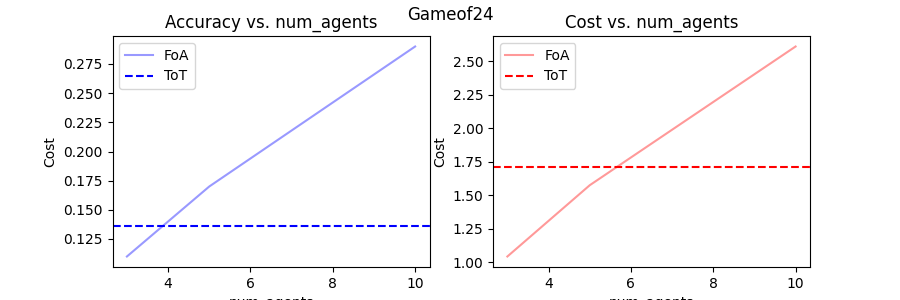 Gameof24
Accuracy vs. num_agents
Cost
0.275
0.250
0.225
0.200
0.175
0.150
0.125
FoA
ToT
4
6
8
10
num_agents
Cost vs. num_agents
Cost
2.50
2.25
2.00
1.75
1.50
1.25
1.00
FoA
ToT
4
6
8
10
num_agents